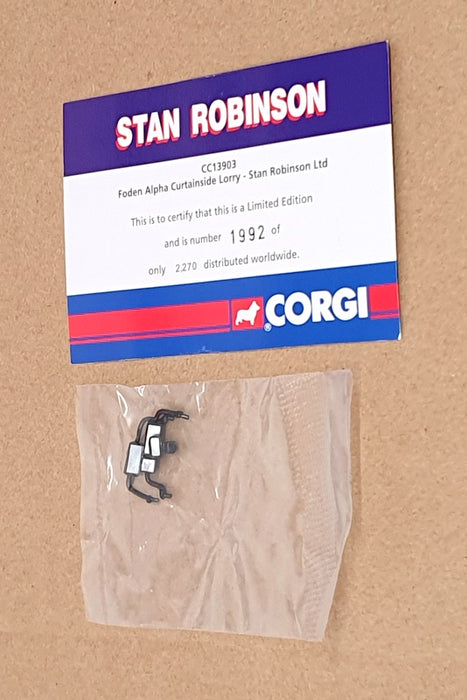 STAN ROBINSON
CC13903
Foden Alpha Curtainside Lorry - Stan Robinson Ltd
This is to certify that this is a Limited Edition
and is number 1992 of
only 2,270 distributed worldwide.
® CORGI